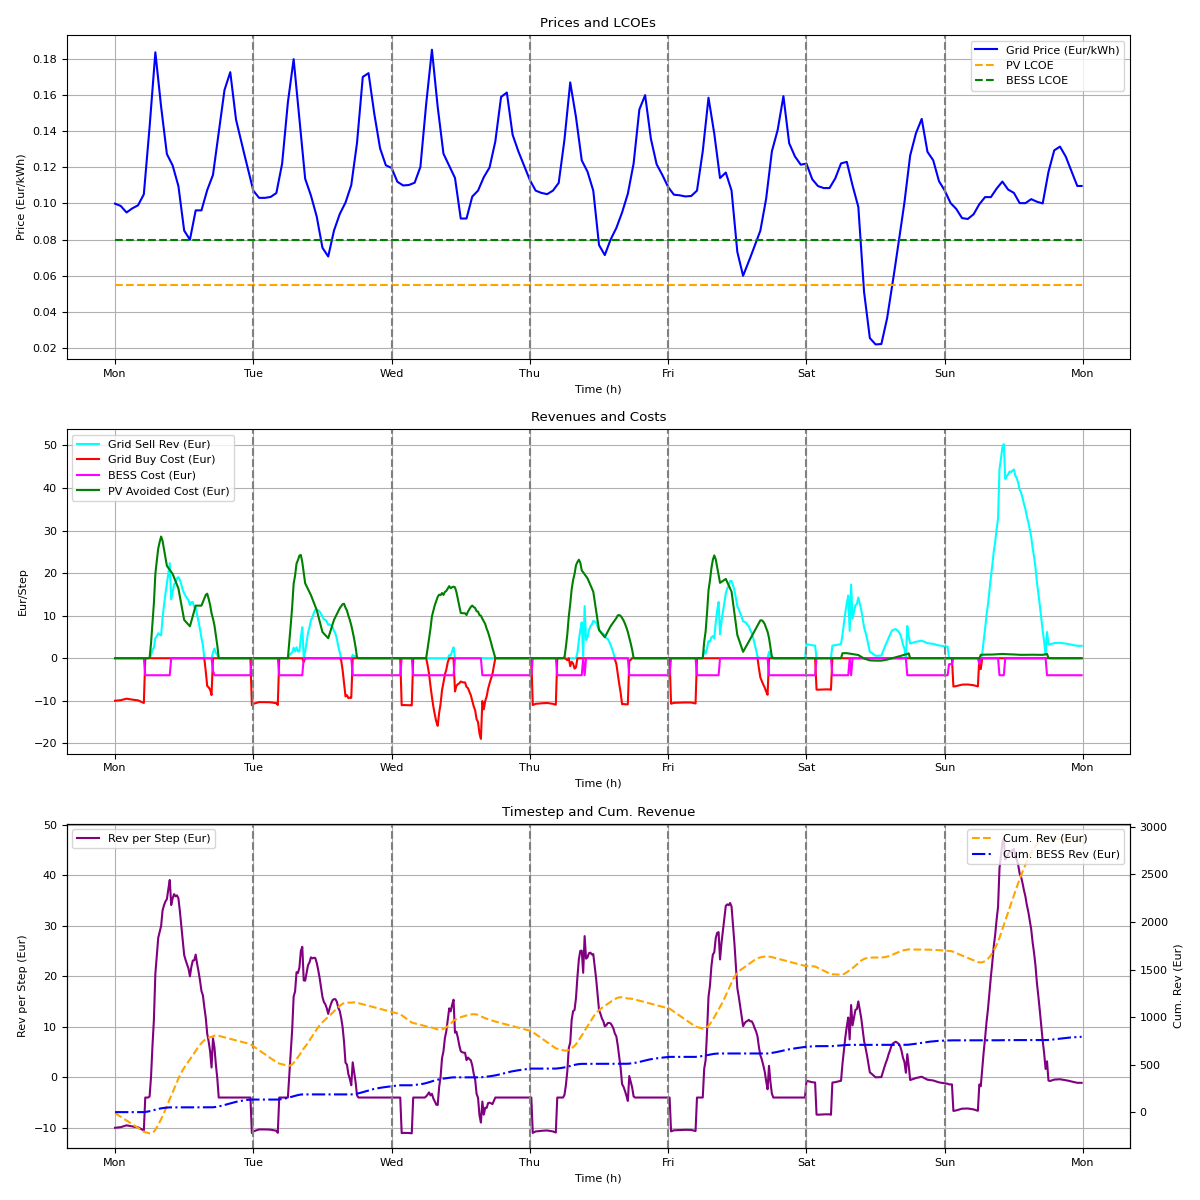 Prices and LCOEs
Price (Eur/kWh)
0.18
0.16
0.14
0.12
0.10
0.08
0.06
0.04
0.02
Grid Price (Eur/kWh)
PV LCOE
BESS LCOE
Mon Tue Wed Thu Fri Sat Sun Mon
Time (h)
Revenues and Costs
Eur/Step
50
40
30
20
10
0
−10
−20
Grid Sell Rev (Eur)
Grid Buy Cost (Eur)
BESS Cost (Eur)
PV Avoided Cost (Eur)
Mon Tue Wed Thu Fri Sat Sun Mon
Time (h)
Timestep and Cum. Revenue
Rev per Step (Eur)
50
40
30
20
10
0
−10
Rev per Step (Eur)
Cum. Rev (Eur)
Cum. BESS Rev (Eur)
3000
2500
2000
1500
1000
500
0
Cum. Rev (Eur)
Mon Tue Wed Thu Fri Sat Sun Mon
Time (h)